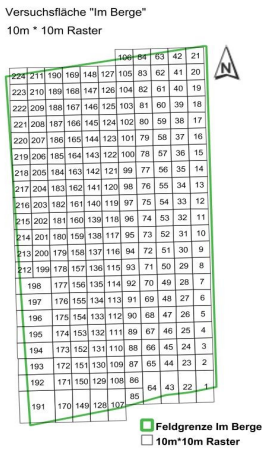 Versuchsfläche "Im Berge"
10m * 10m Raster
N
106 84 63 42 21
224 211 190 169 148 127 105 83 62 41 20
223 210 189 168 147 126 104 82 61 40 19
222 209 188 167 146 125 103 81 60 39 18
221 208 187 166 145 124 102 80 59 38 17
220 207 186 165 144 123 101 79 58 37 16
219 206 185 164 143 122 100 78 57 36 15
218 205 184 163 142 121 99 77 56 35 14
217 204 183 162 141 120 98 76 55 34 13
216 203 182 161 140 119 97 75 54 33 12
215 202 181 160 139 118 96 74 53 32 11
214 201 180 159 138 117 95 73 52 31 10
213 200 179 158 137 116 94 72 51 30 9
212 199 178 157 136 115 93 71 50 29 8
198 177 156 135 114 92 70 49 28 7
197 176 155 134 113 91 69 48 27 6
196 175 154 133 112 90 68 47 26 5
195 174 153 132 111 89 67 46 25 4
194 173 152 131 110 88 66 45 24 3
193 172 151 130 109 87 65 44 23 2
192 171 150 129 108 86 64 43 22 1
191 170 149 128 107 85
Feldgrenze Im Berge
10m*10m Raster